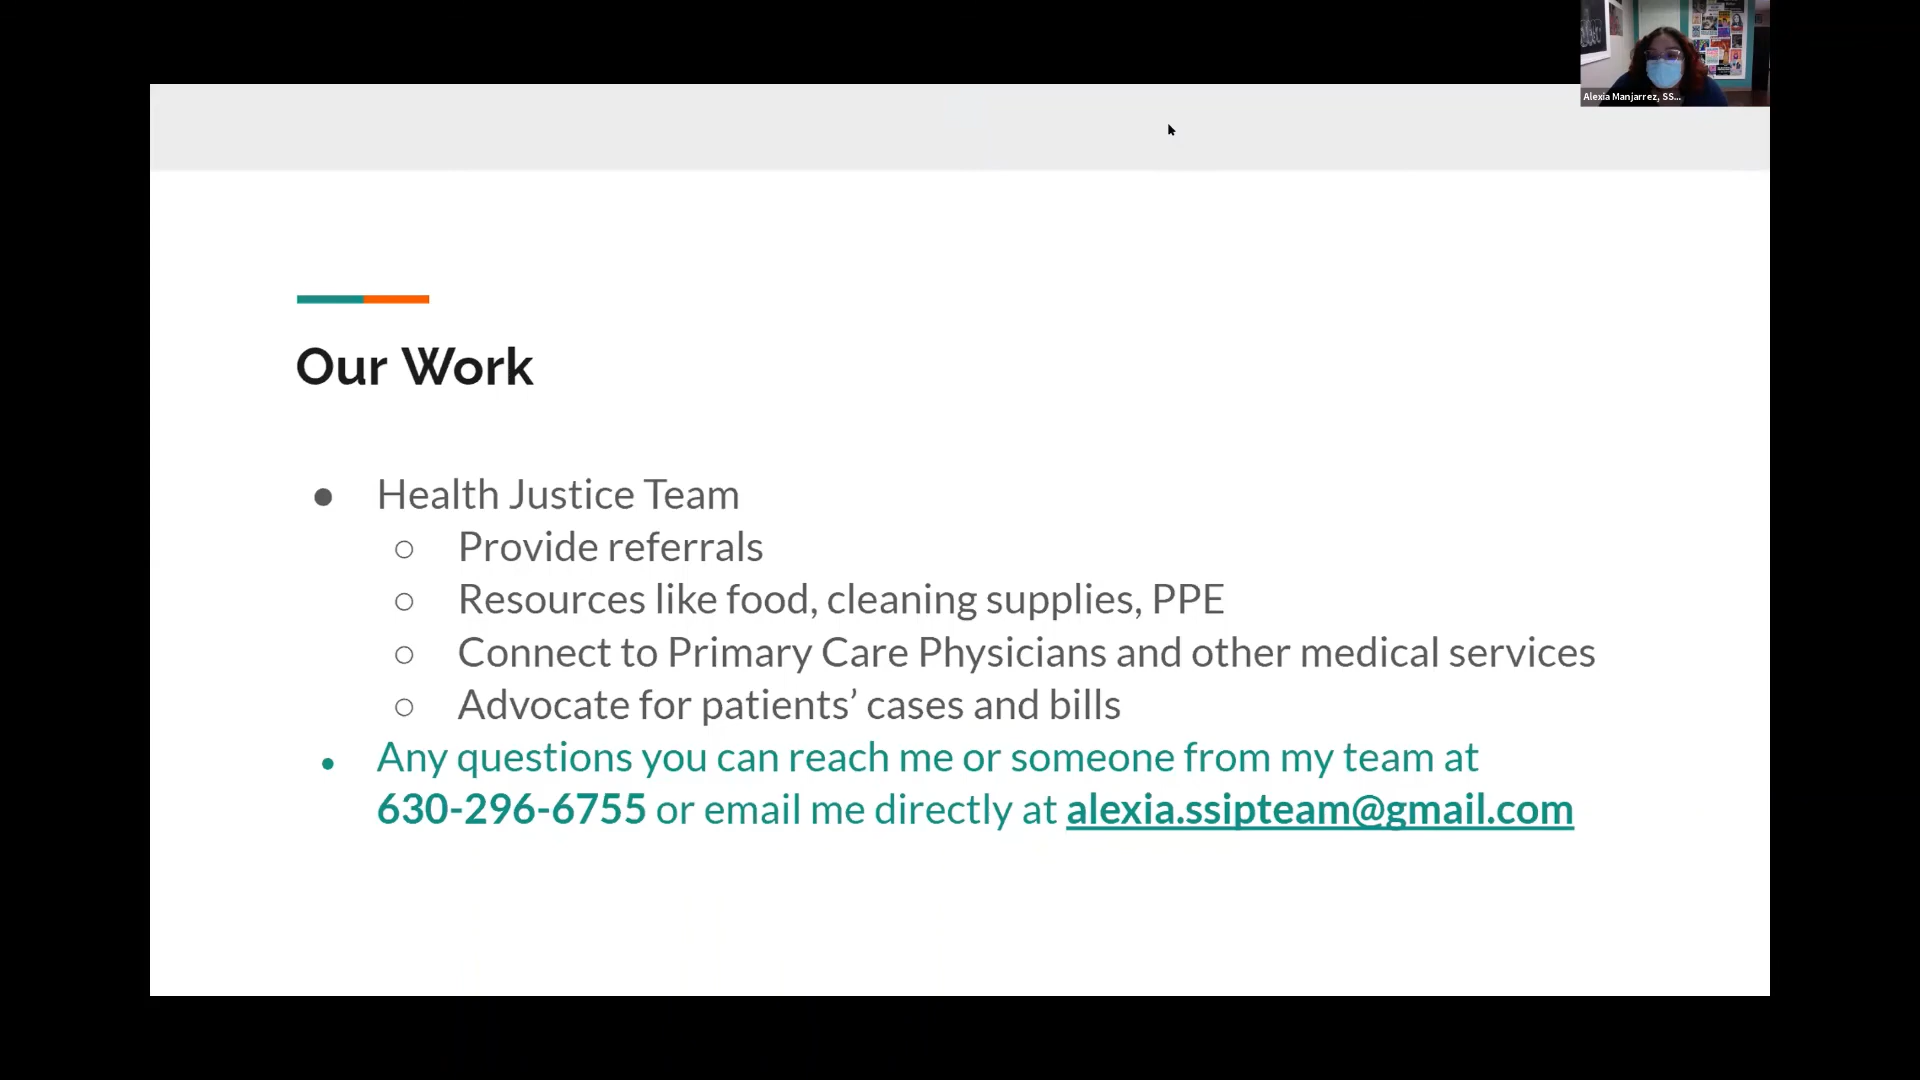 Alexia Manjarrez, SS...
Our Work
● Health Justice Team
○ Provide referrals
○ Resources like food, cleaning supplies, PPE
○ Connect to Primary Care Physicians and other medical services
○ Advocate for patients’ cases and bills
● Any questions you can reach me or someone from my team at
630-296-6755 or email me directly at alexia.ssipteam@gmail.com